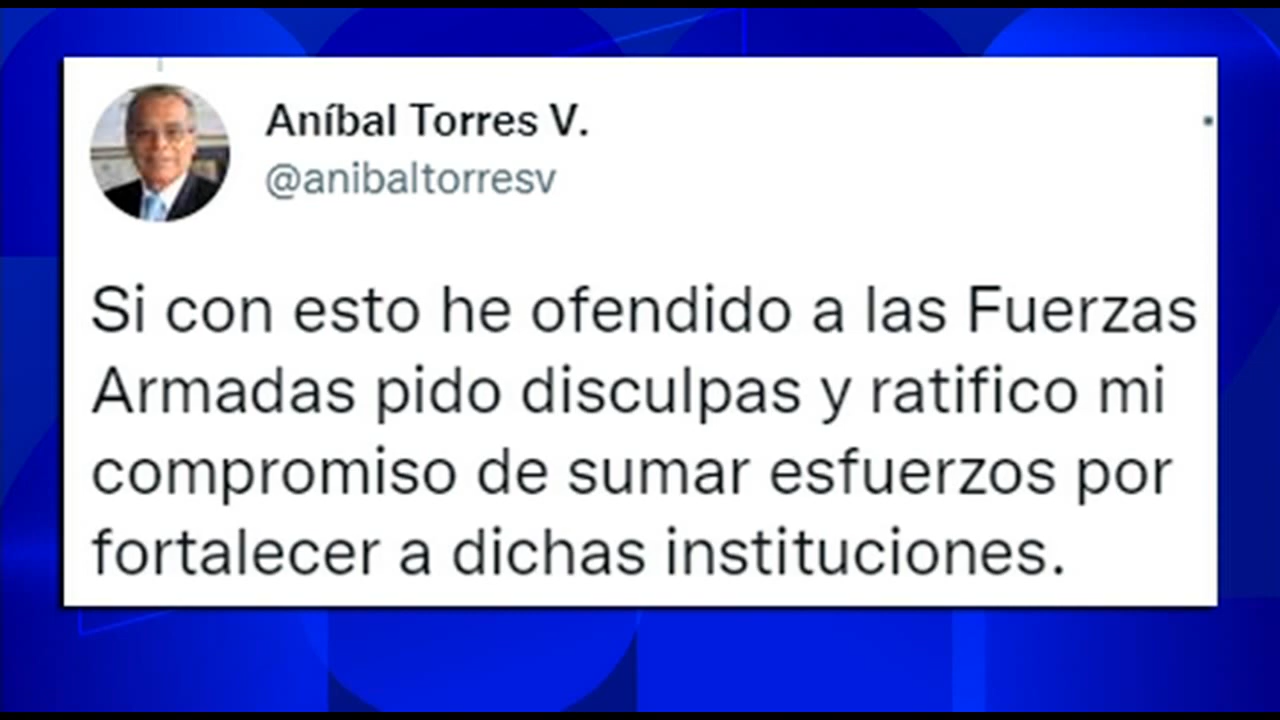 Aníbal Torres V.
@anibaltorresv
Si con esto he ofendido a las Fuerzas
Armadas pido disculpas y ratifico mi
compromiso de sumar esfuerzos por
fortalecer a dichas instituciones.